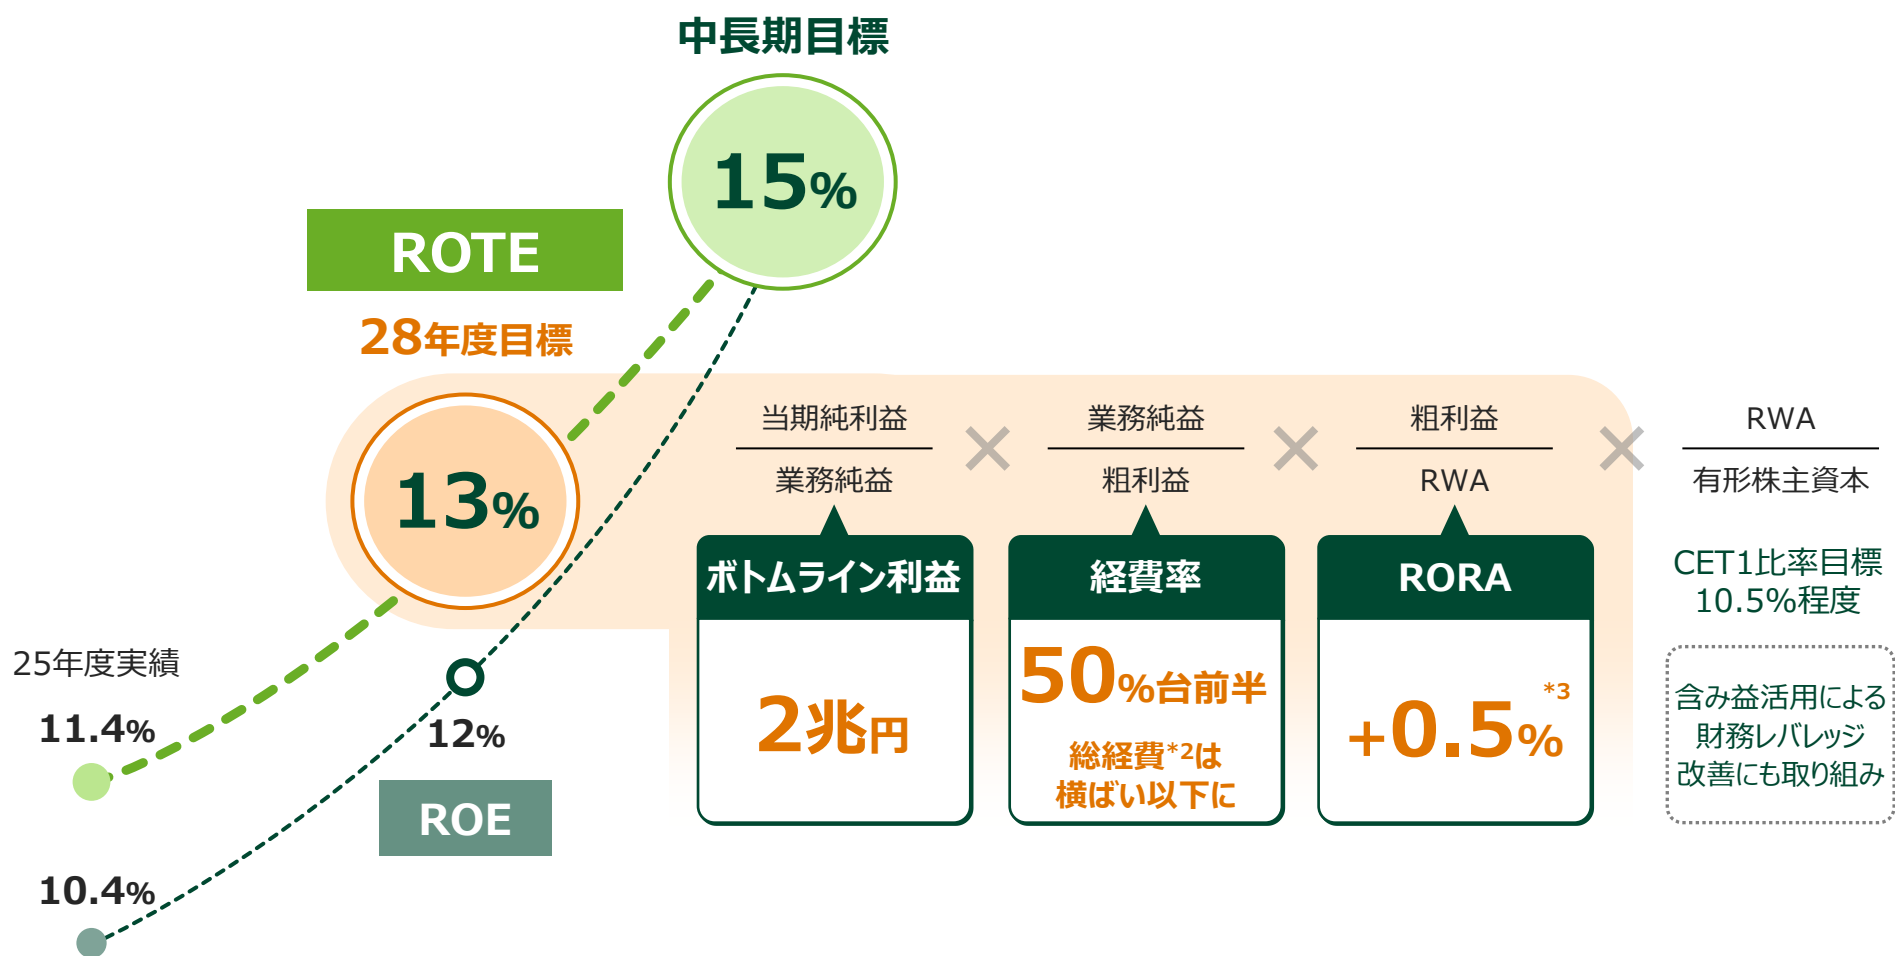 中長期目標
15%
ROTE
28年度目標
13%
25年度実績
11.4%
12%
ROE
10.4%
当期純利益
業務純益
×
業務純益
粗利益
×
粗利益
RWA
×
RWA
有形株主資本
ボトムライン利益
2兆円
経費率
50%台前半
総経費*2は
横ばい以下に
RORA
+0.5%*3
CET1比率目標
10.5%程度
含み益活用による
財務レバレッジ
改善にも取り組み